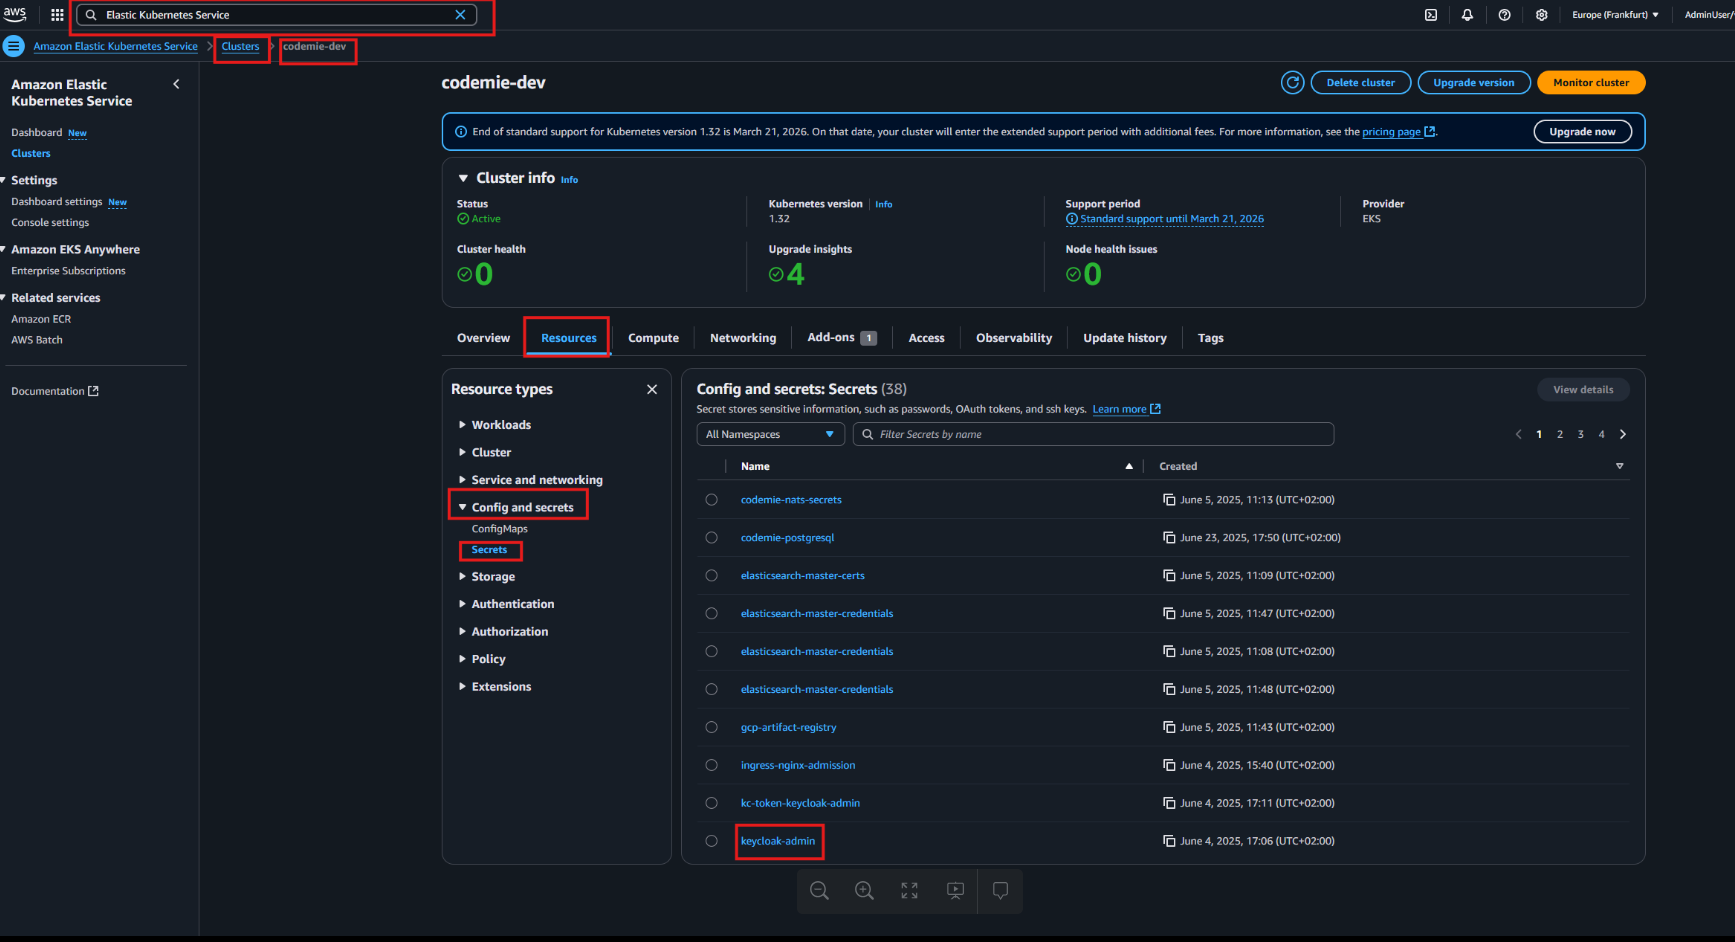 aws
Elastic Kubernetes Service
Europe (Frankfurt)
AdminUser/
Amazon Elastic Kubernetes Service
Clusters
codemie-dev
Amazon Elastic
Kubernetes Service
Dashboard New
Clusters
Settings
Dashboard settings New
Console settings
Amazon EKS Anywhere
Enterprise Subscriptions
Related services
Amazon ECR
AWS Batch
Documentation
codemie-dev
Delete cluster
Upgrade version
Monitor cluster
End of standard support for Kubernetes version 1.32 is March 21, 2026. On that date, your cluster will enter the extended support period with additional fees. For more information, see the pricing page.
Upgrade now
Cluster info Info
Status
Active
Kubernetes version Info
1.32
Support period
Standard support until March 21, 2026
Provider
EKS
Cluster health
0
Upgrade insights
4
Node health issues
0
Overview
Resources
Compute
Networking
Add-ons 1
Access
Observability
Update history
Tags
Resource types
Workloads
Cluster
Service and networking
Config and secrets
ConfigMaps
Secrets
Storage
Authentication
Authorization
Policy
Extensions
Config and secrets: Secrets (38)
View details
Secret stores sensitive information, such as passwords, OAuth tokens, and ssh keys. Learn more
All Namespaces
Filter Secrets by name
1 2 3 4
Name Created
codemie-nats-secrets June 5, 2025, 11:13 (UTC+02:00)
codemie-postgresql June 23, 2025, 17:50 (UTC+02:00)
elasticsearch-master-certs June 5, 2025, 11:09 (UTC+02:00)
elasticsearch-master-credentials June 5, 2025, 11:47 (UTC+02:00)
elasticsearch-master-credentials June 5, 2025, 11:08 (UTC+02:00)
elasticsearch-master-credentials June 5, 2025, 11:48 (UTC+02:00)
gcp-artifact-registry June 5, 2025, 11:43 (UTC+02:00)
ingress-nginx-admission June 4, 2025, 15:40 (UTC+02:00)
kc-token-keycloak-admin June 4, 2025, 17:11 (UTC+02:00)
keycloak-admin June 4, 2025, 17:06 (UTC+02:00)